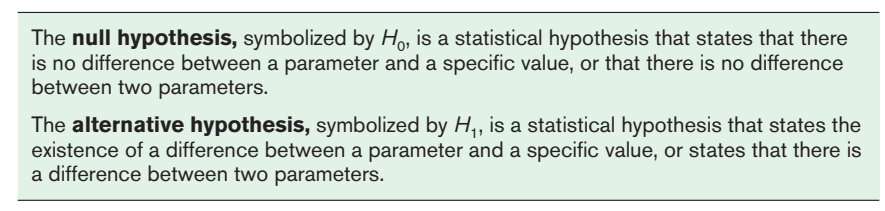 The null hypothesis, symbolized by H0, is a statistical hypothesis that states that there
is no difference between a parameter and a specific value, or that there is no difference
between two parameters.
The alternative hypothesis, symbolized by H1, is a statistical hypothesis that states the
existence of a difference between a parameter and a specific value, or states that there is
a difference between two parameters.